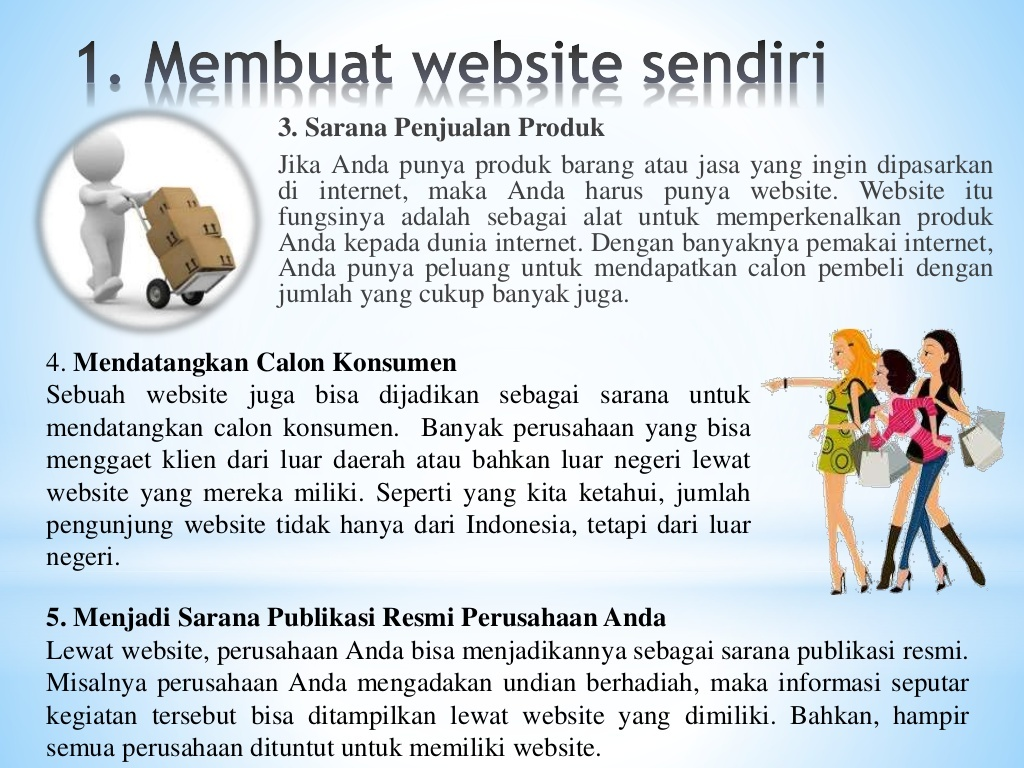 1. Membuat website sendiri
3. Sarana Penjualan Produk
Jika Anda punya produk barang atau jasa yang ingin dipasarkan
di internet, maka Anda harus punya website. Website itu
fungsinya adalah sebagai alat untuk memperkenalkan produk
Anda kepada dunia internet. Dengan banyaknya pemakai internet,
Anda punya peluang untuk mendapatkan calon pembeli dengan
jumlah yang cukup banyak juga.
4. Mendatangkan Calon Konsumen
Sebuah website juga bisa dijadikan sebagai sarana untuk
mendatangkan calon konsumen. Banyak perusahaan yang bisa
menggaet klien dari luar daerah atau bahkan luar negeri lewat
website yang mereka miliki. Seperti yang kita ketahui, jumlah
pengunjung website tidak hanya dari Indonesia, tetapi dari luar
negeri.
5. Menjadi Sarana Publikasi Resmi Perusahaan Anda
Lewat website, perusahaan Anda bisa menjadikannya sebagai sarana publikasi resmi.
Misalnya perusahaan Anda mengadakan undian berhadiah, maka informasi seputar
kegiatan tersebut bisa ditampilkan lewat website yang dimiliki. Bahkan, hampir
semua perusahaan dituntut untuk memiliki website.